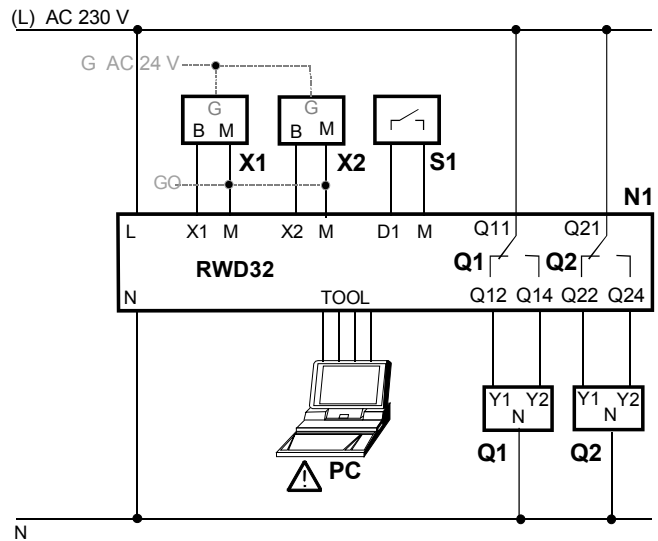 (L) AC 230 V
G AC 24 V
G
G
B M
B M
X1
X2
S1
GO
N1
L
X1 M
X2 M
D1 M
Q11
Q21
RWD32
Q1
Q2
N
TOOL
Q12 Q14 Q22 Q24
Y1 Y2
N
Y1 Y2
N
Q1
Q2
PC
N